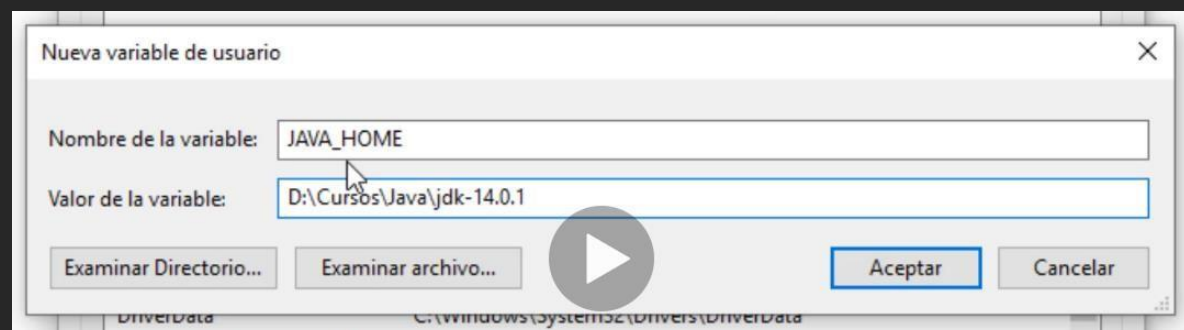 Nueva variable de usuario
Nombre de la variable: JAVA_HOME
Valor de la variable: D:\Cursos\Java\jdk-14.0.1
Examinar Directorio... Examinar archivo... Aceptar Cancelar
DriverData C:\Windows\System32\Drivers\DriverData